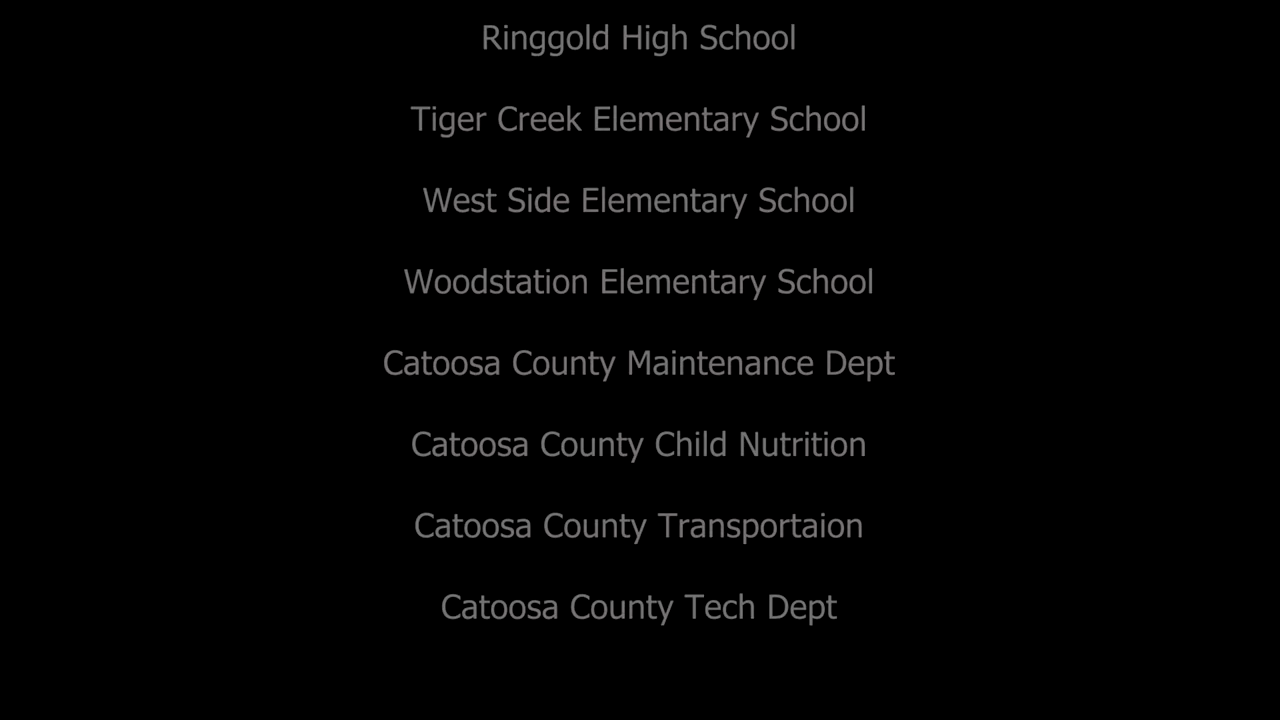 Ringgold High School
Tiger Creek Elementary School
West Side Elementary School
Woodstation Elementary School
Catoosa County Maintenance Dept
Catoosa County Child Nutrition
Catoosa County Transportaion
Catoosa County Tech Dept